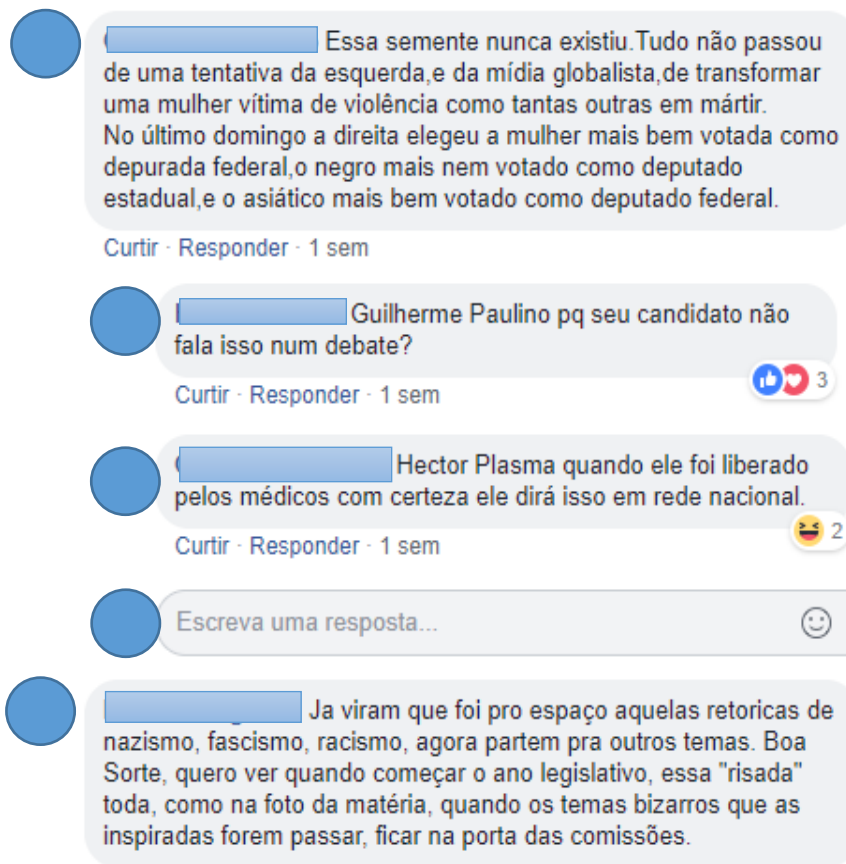 Essa semente nunca existiu.Tudo não passou
de uma tentativa da esquerda,e da mídia globalista,de transformar
uma mulher vítima de violência como tantas outras em mártir.
No último domingo a direita elegeu a mulher mais bem votada como
depurada federal,o negro mais nem votado como deputado
estadual,e o asiático mais bem votado como deputado federal.
Curtir · Responder · 1 sem
Guilherme Paulino pq seu candidato não
fala isso num debate?
3
Curtir · Responder · 1 sem
Hector Plasma quando ele foi liberado
pelos médicos com certeza ele dirá isso em rede nacional.
2
Curtir · Responder · 1 sem
Escreva uma resposta...
Ja viram que foi pro espaço aquelas retoricas de
nazismo, fascismo, racismo, agora partem pra outros temas. Boa
Sorte, quero ver quando começar o ano legislativo, essa "risada"
toda, como na foto da matéria, quando os temas bizarros que as
inspiradas forem passar, ficar na porta das comissões.